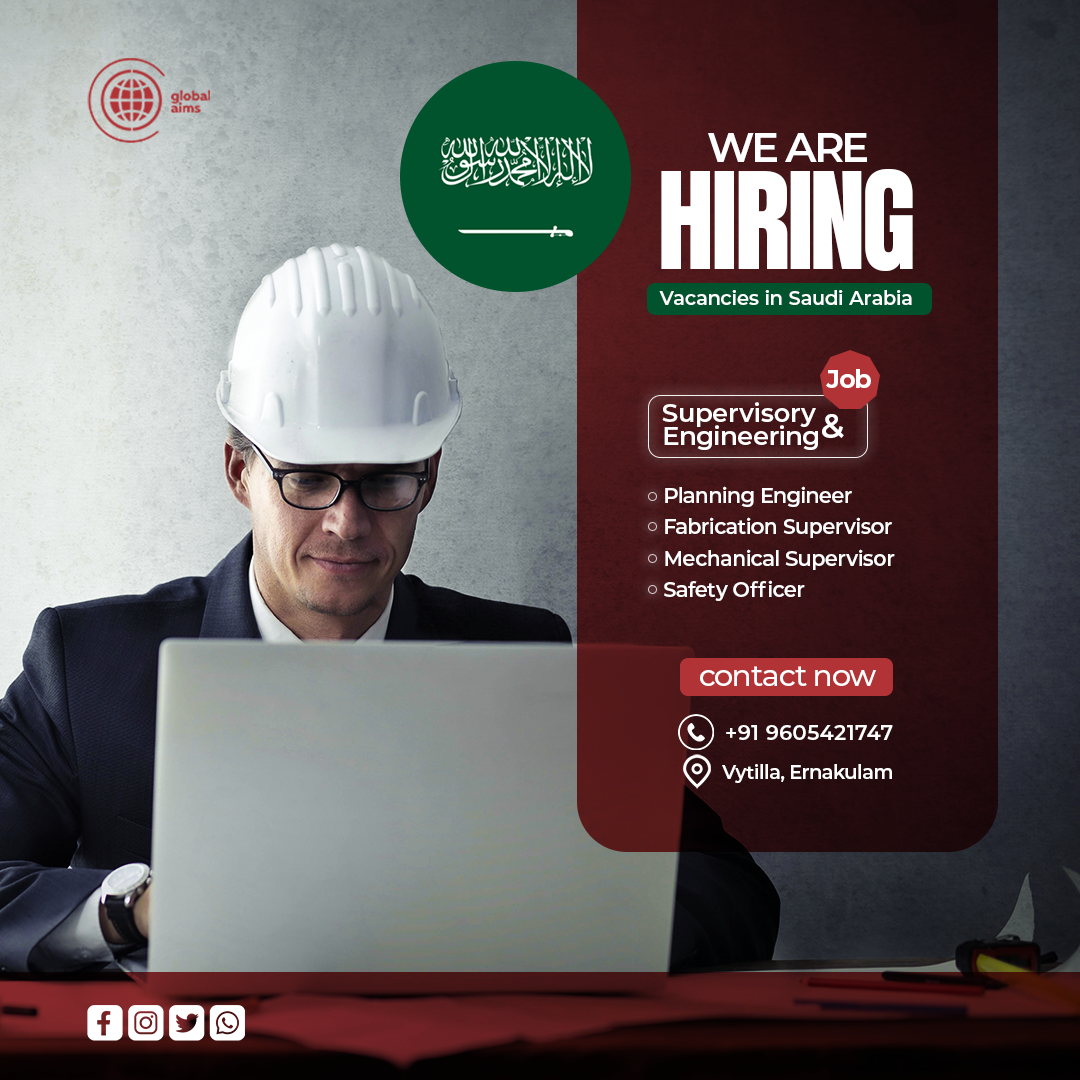 global
aims
لا إله إلا الله محمد رسول الله
WE ARE
HIRING
Vacancies in Saudi Arabia
Job
Supervisory
Engineering &
Planning Engineer
Fabrication Supervisor
Mechanical Supervisor
Safety Officer
contact now
+91 9605421747
Vytilla, Ernakulam